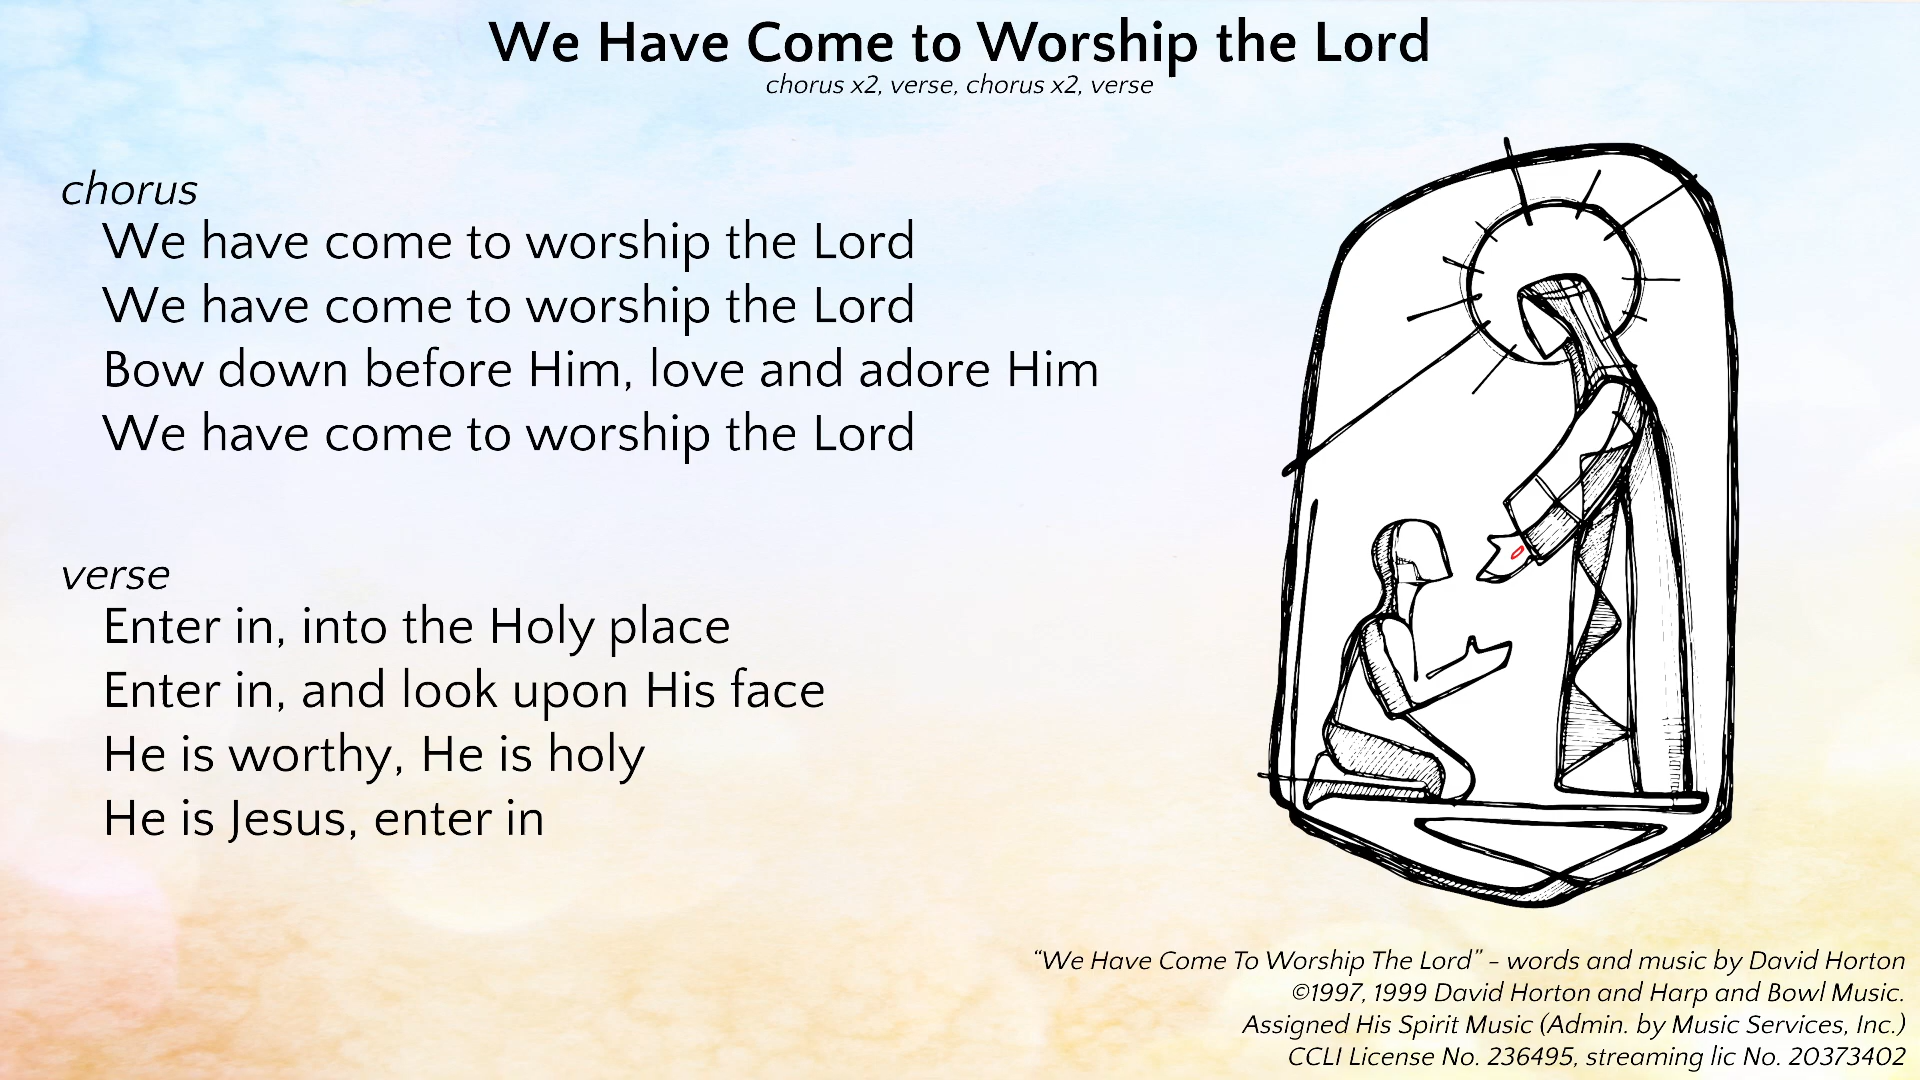 We Have Come to Worship the Lord
chorus x2, verse, chorus x2, verse
chorus
We have come to worship the Lord
We have come to worship the Lord
Bow down before Him, love and adore Him
We have come to worship the Lord
verse
Enter in, into the Holy place
Enter in, and look upon His face
He is worthy, He is holy
He is Jesus, enter in
“We Have Come To Worship The Lord” – words and music by David Horton
©1997, 1999 David Horton and Harp and Bowl Music.
Assigned His Spirit Music (Admin. by Music Services, Inc.)
CCLI License No. 236495, streaming lic No. 20373402